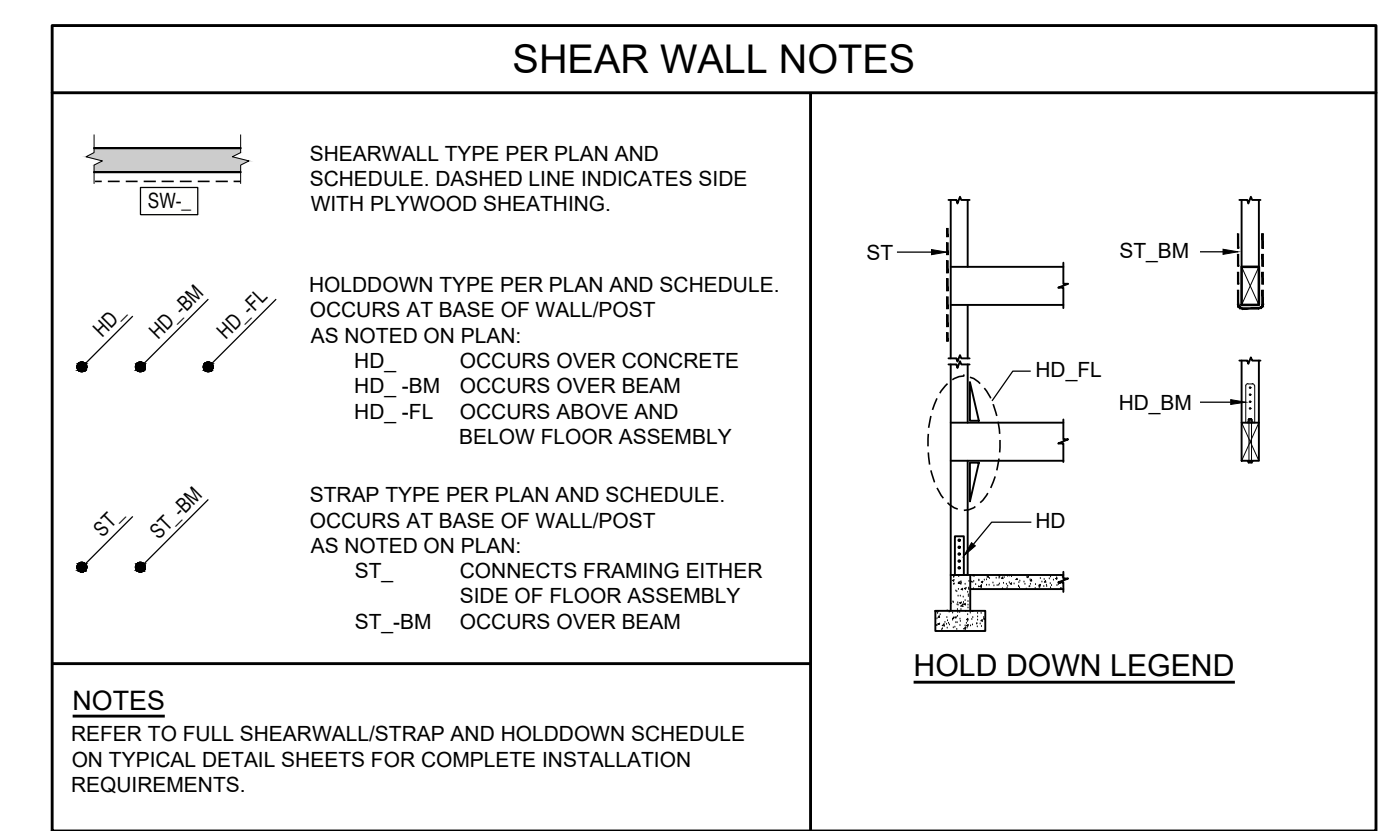 SHEAR WALL NOTES
SW-_
SHEARWALL TYPE PER PLAN AND
SCHEDULE. DASHED LINE INDICATES SIDE
WITH PLYWOOD SHEATHING.
HD_
HD_-BM
HD_-FL
HOLDDOWN TYPE PER PLAN AND SCHEDULE.
OCCURS AT BASE OF WALL/POST
AS NOTED ON PLAN:
HD_ OCCURS OVER CONCRETE
HD_ -BM OCCURS OVER BEAM
HD_ -FL OCCURS ABOVE AND
BELOW FLOOR ASSEMBLY
ST_
ST_-BM
STRAP TYPE PER PLAN AND SCHEDULE.
OCCURS AT BASE OF WALL/POST
AS NOTED ON PLAN:
ST_ CONNECTS FRAMING EITHER
SIDE OF FLOOR ASSEMBLY
ST_-BM OCCURS OVER BEAM
NOTES
REFER TO FULL SHEARWALL/STRAP AND HOLDDOWN SCHEDULE
ON TYPICAL DETAIL SHEETS FOR COMPLETE INSTALLATION
REQUIREMENTS.
ST
ST_BM
HD_FL
HD_BM
HD
HOLD DOWN LEGEND